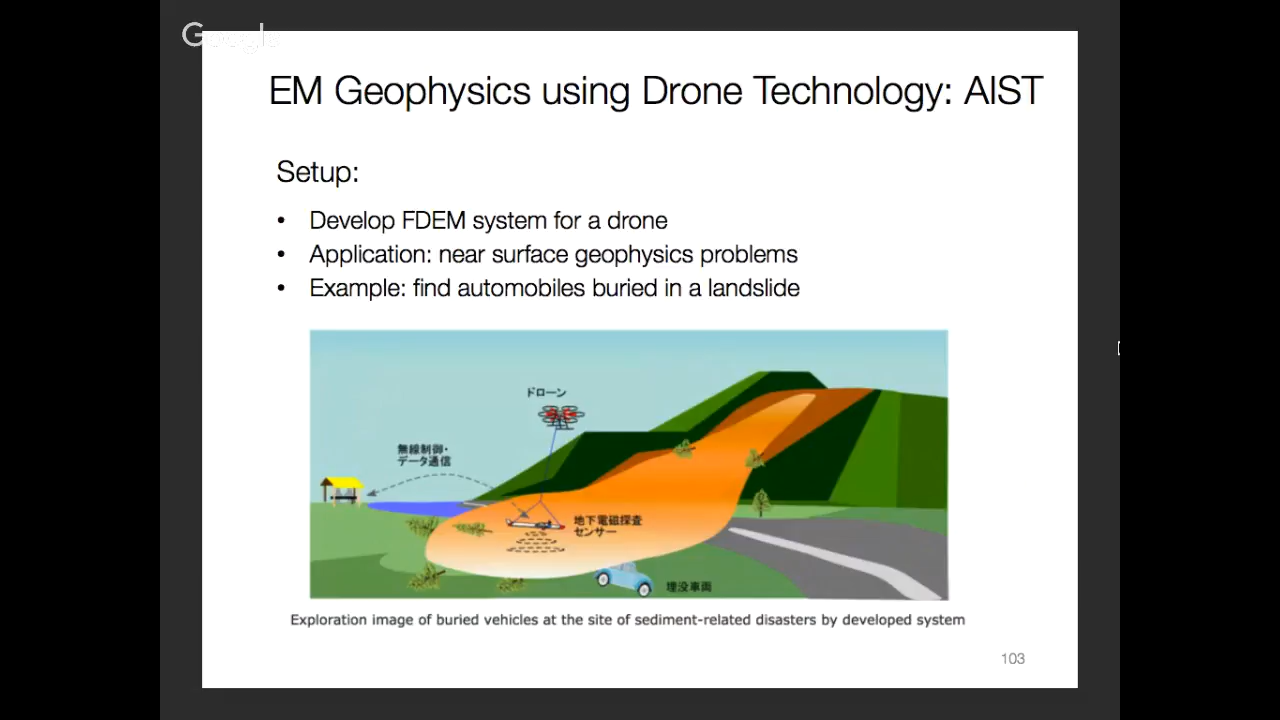 Google
EM Geophysics using Drone Technology: AIST
Setup:
• Develop FDEM system for a drone
• Application: near surface geophysics problems
• Example: find automobiles buried in a landslide
ドローン
無線制御・
データ通信
地下電磁探査
センサー
埋没車両
Exploration image of buried vehicles at the site of sediment-related disasters by developed system
103